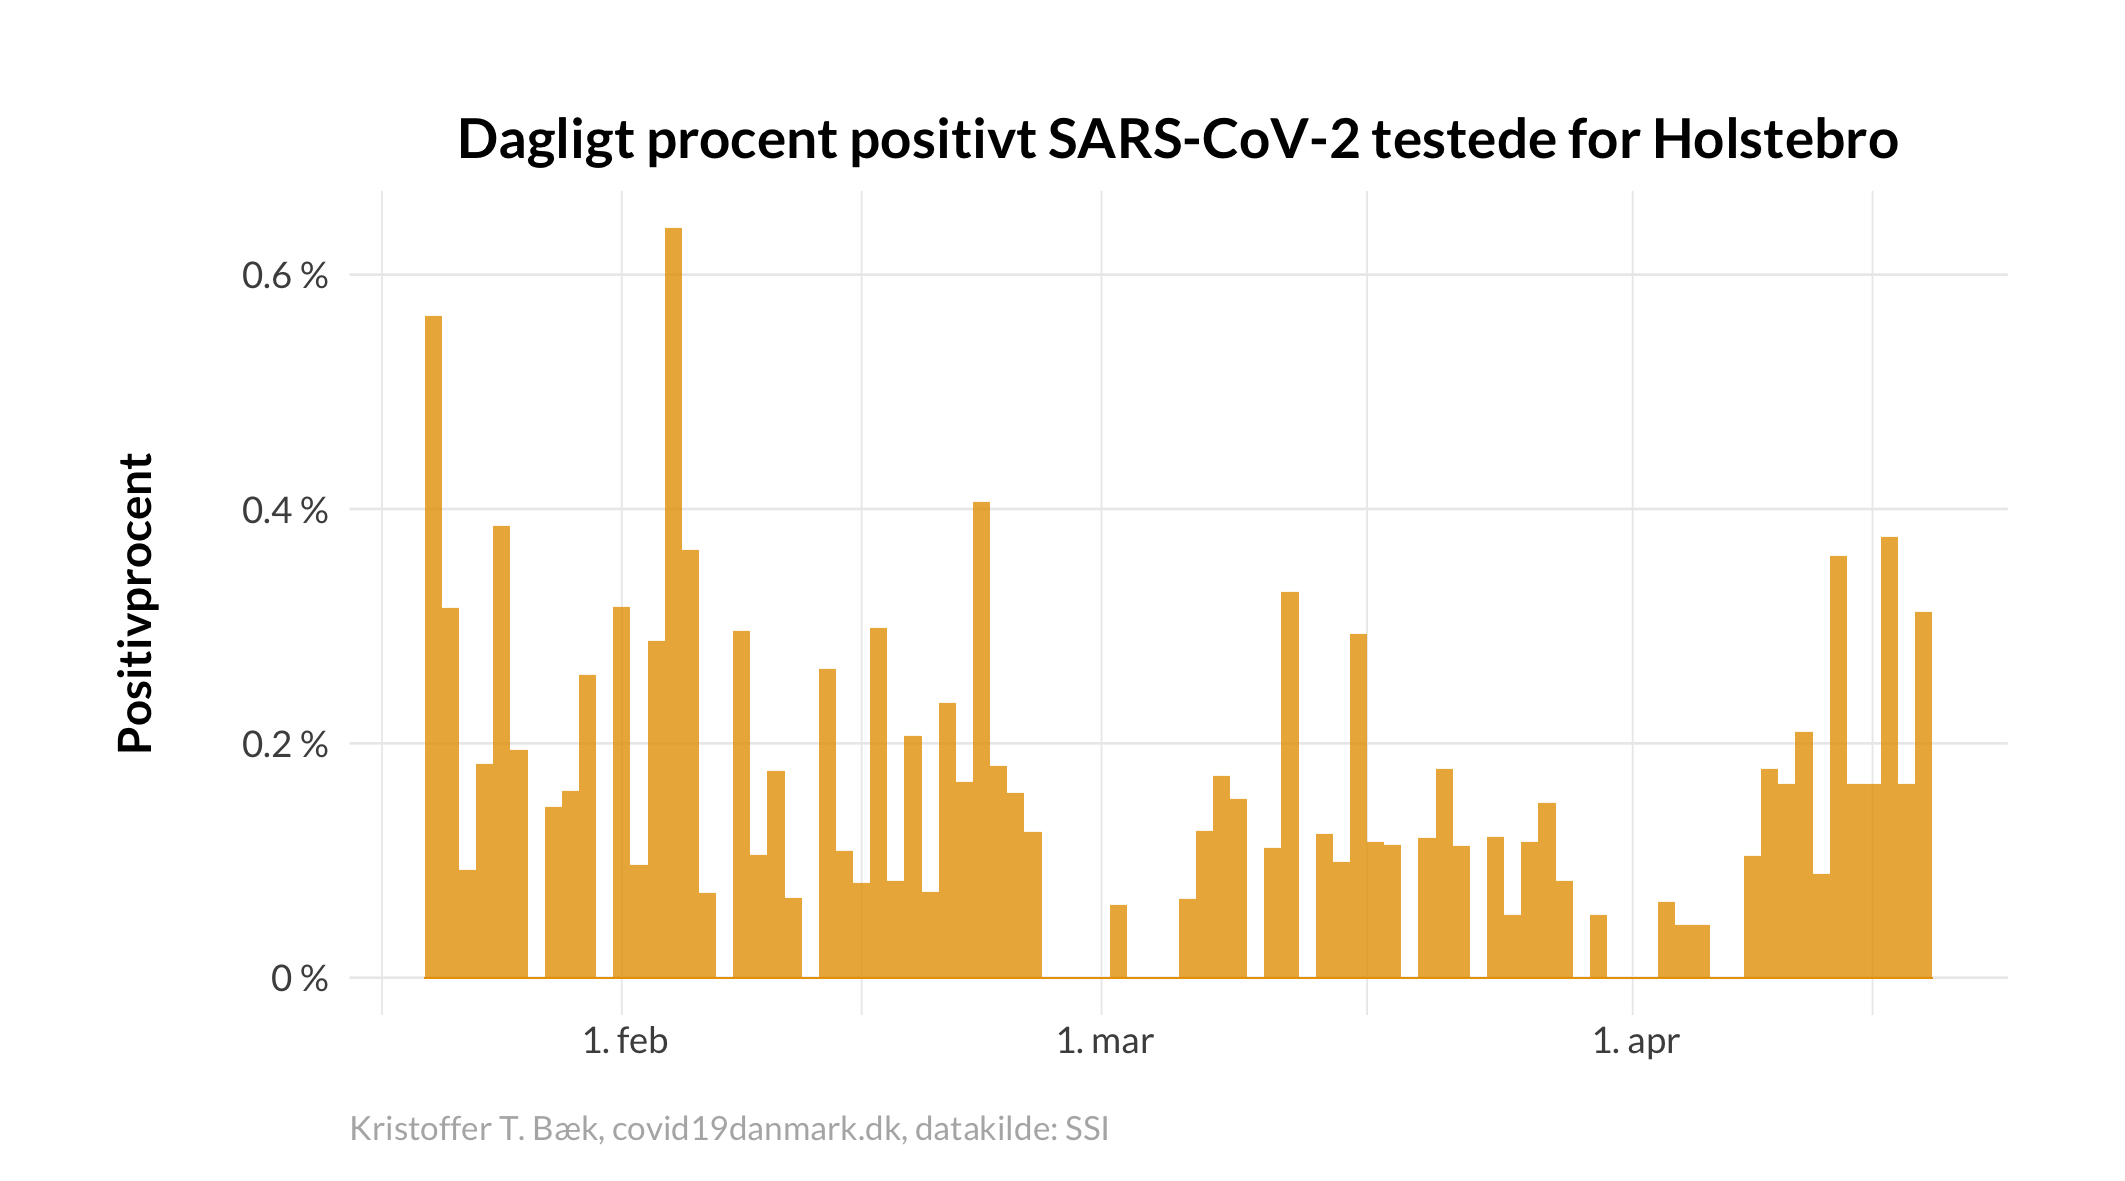 Dagligt procent positivt SARS-CoV-2 testede for Holstebro
Positivprocent
0.6 %
0.4 %
0.2 %
0 %
1. feb
1. mar
1. apr
Kristoffer T. Bæk, covid19danmark.dk, datakilde: SSI